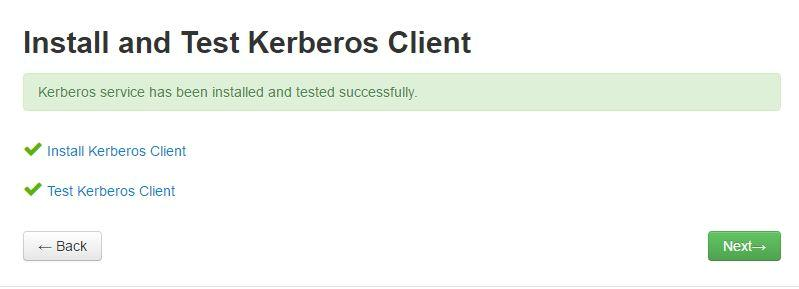 Install and Test Kerberos Client
Kerberos service has been installed and tested successfully.
Install Kerberos Client
Test Kerberos Client
← Back
Next→